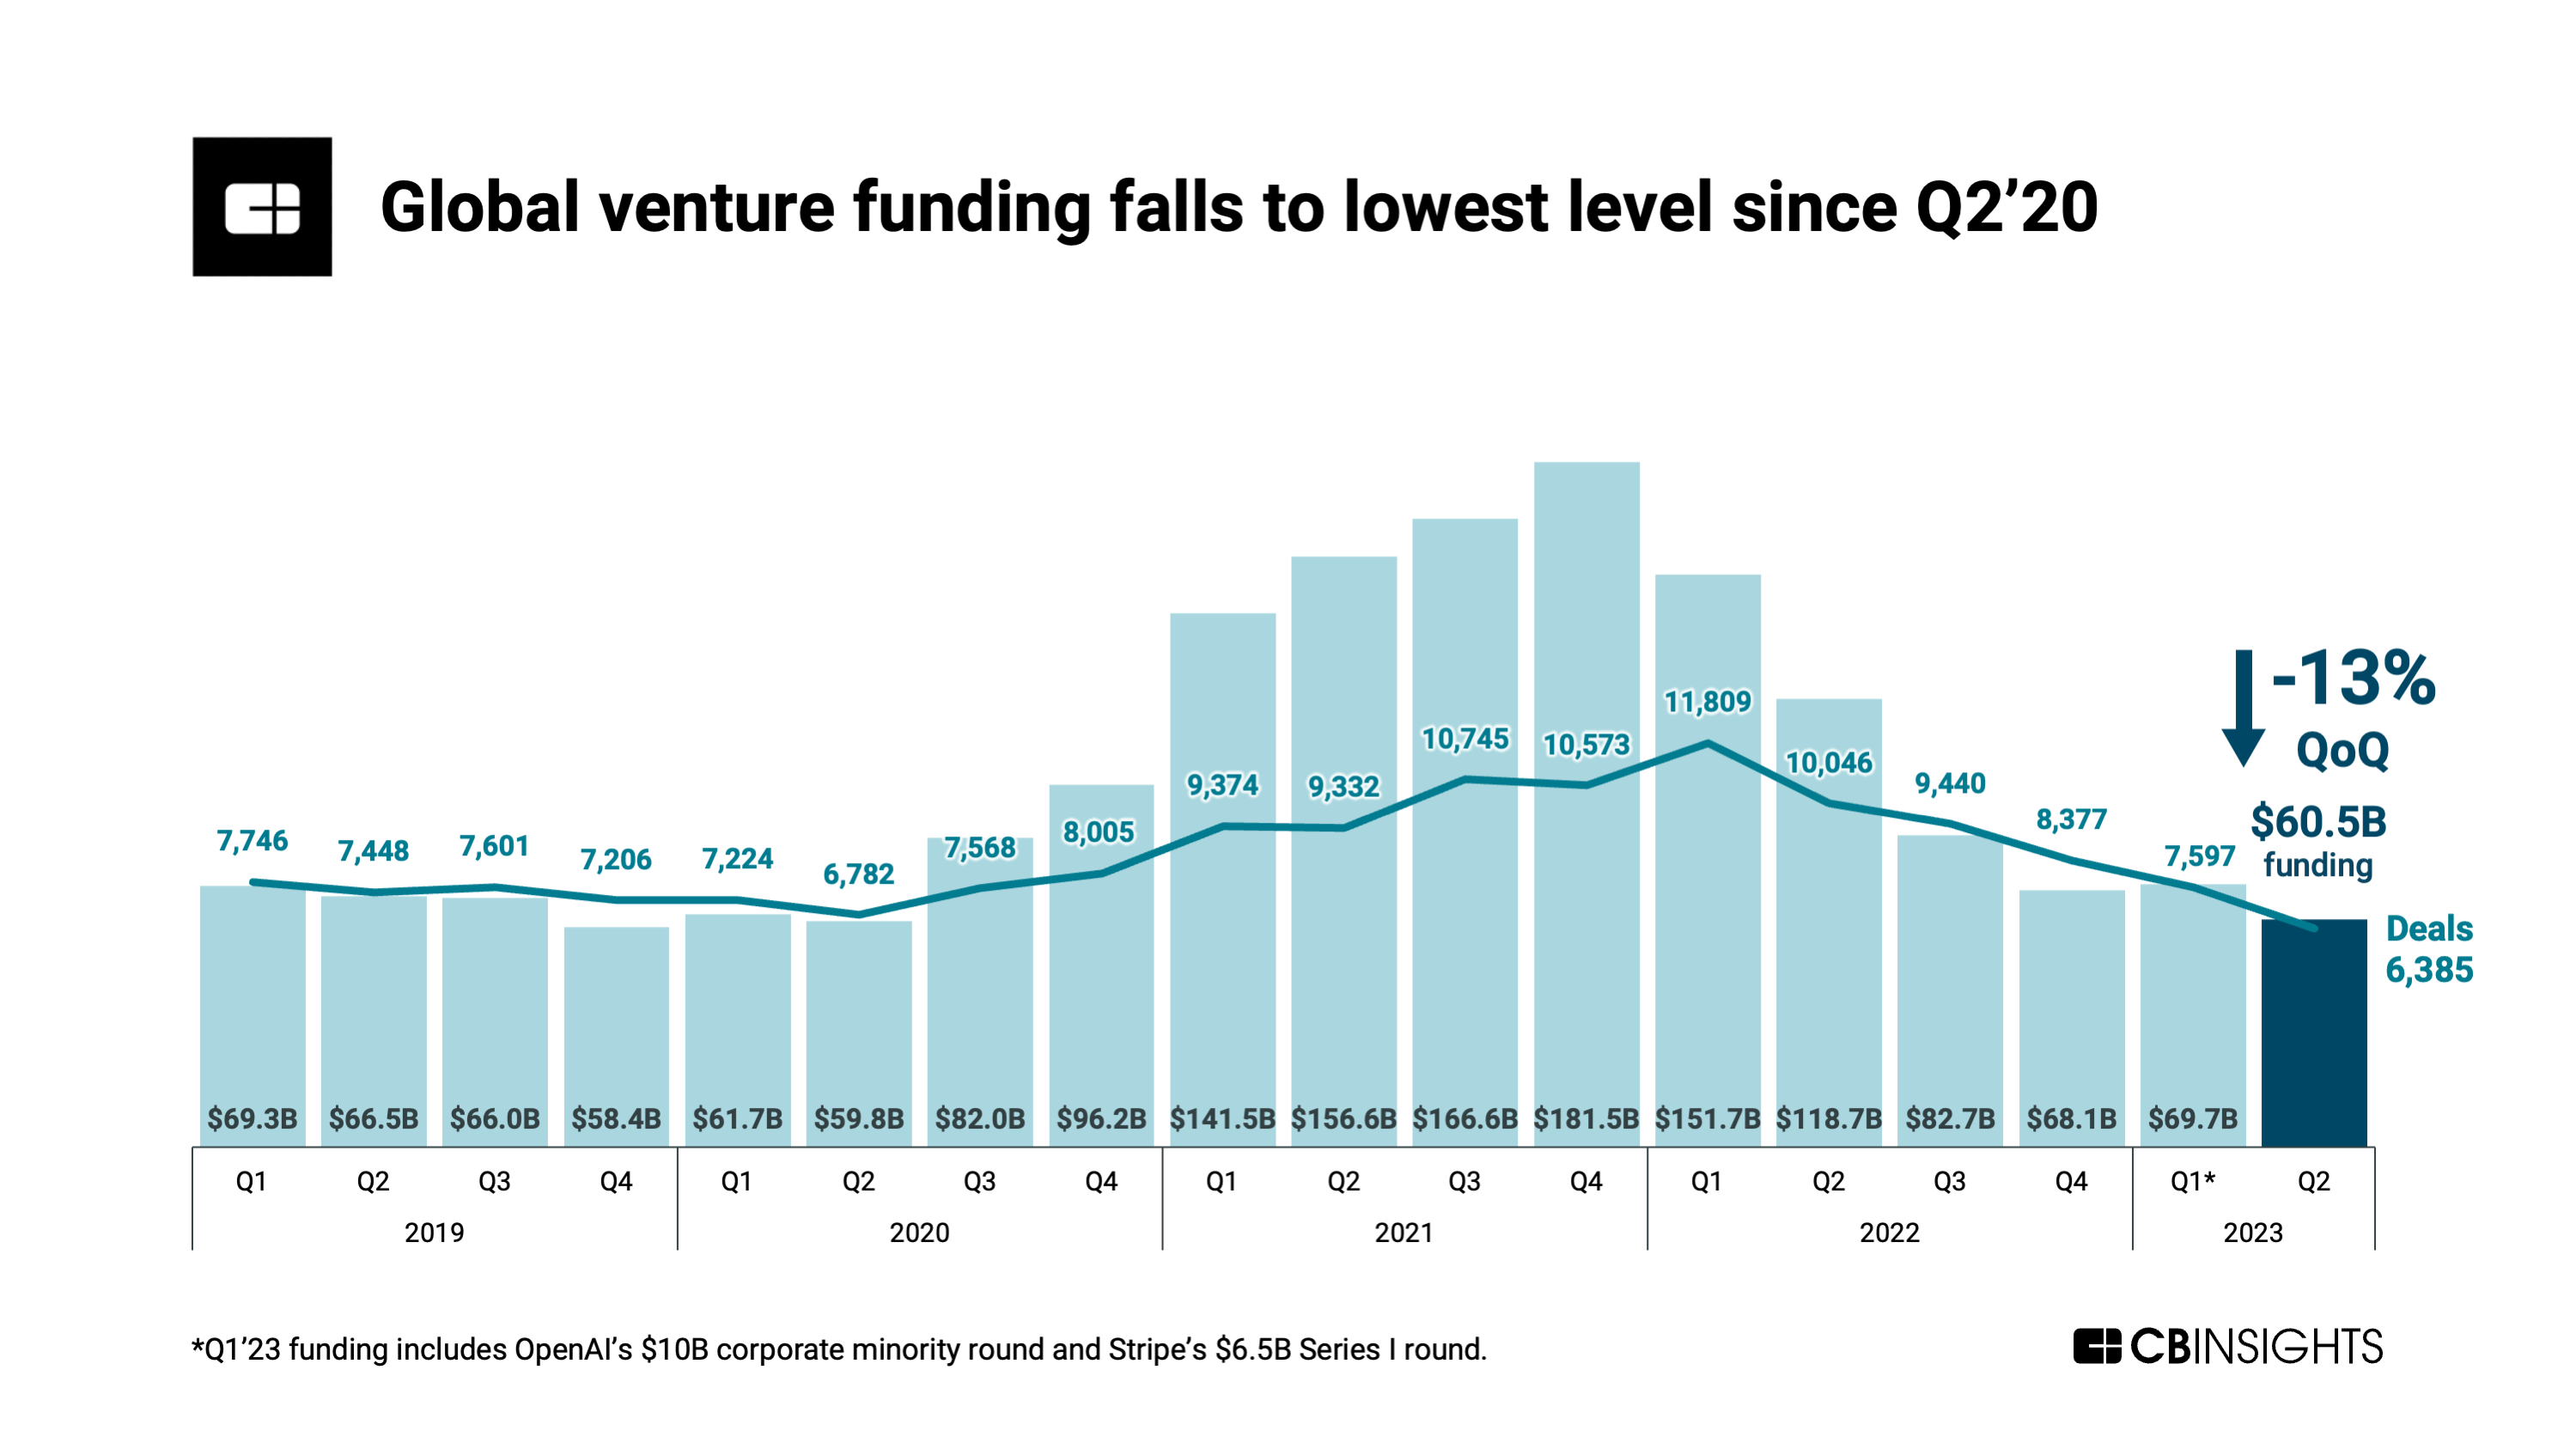 Global venture funding falls to lowest level since Q2’20
-13%
QoQ
$60.5B
funding
Deals
6,385
7,746 7,448 7,601 7,206 7,224 6,782 7,568 8,005 9,374 9,332 10,745 10,573 11,809 10,046 9,440 8,377 7,597
$69.3B $66.5B $66.0B $58.4B $61.7B $59.8B $82.0B $96.2B $141.5B $156.6B $166.6B $181.5B $151.7B $118.7B $82.7B $68.1B $69.7B
Q1 Q2 Q3 Q4 Q1 Q2 Q3 Q4 Q1 Q2 Q3 Q4 Q1 Q2 Q3 Q4 Q1* Q2
2019 2020 2021 2022 2023
*Q1’23 funding includes OpenAI’s $10B corporate minority round and Stripe’s $6.5B Series I round.
CBINSIGHTS